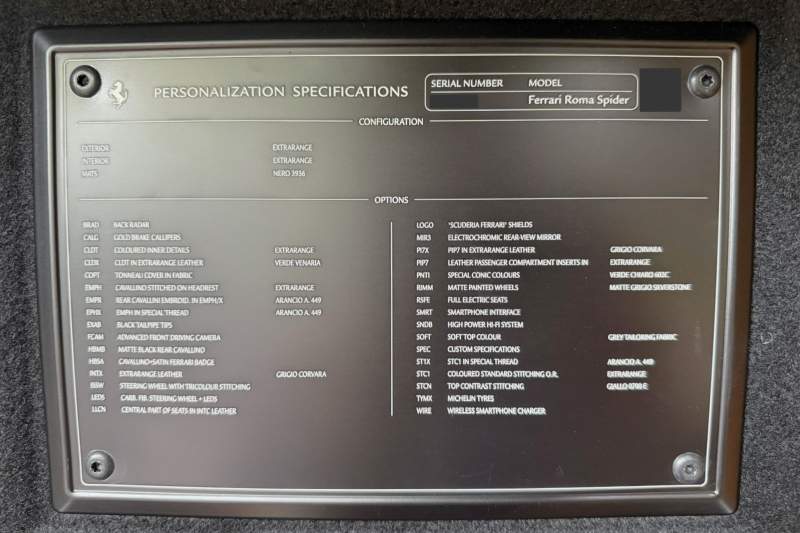 PERSONALIZATION SPECIFICATIONS
SERIAL NUMBER MODEL
Ferrari Roma Spider
CONFIGURATION
EXTERIOR EXTRARANGE
INTERIOR EXTRARANGE
MATS NERO 3936
OPTIONS
BRAD BACK RADAR
CALG GOLD BRAKE CALLIPERS
CLDT COLOURED INNER DETAILS EXTRARANGE
CLDX CLDT IN EXTRARANGE LEATHER VERDE VENARIA
COPT TONNEAU COVER IN FABRIC
EMPH CAVALLINO STITCHED ON HEADREST EXTRARANGE
EMPR REAR CAVALLINI EMBROID. IN EMPH/X ARANCIO A. 449
EPHX EMPH IN SPECIAL THREAD ARANCIO A. 449
EXAB BLACK TAILPIPE TIPS
FCAM ADVANCED FRONT DRIVING CAMERA
HBMB MATTE BLACK REAR CAVALLINO
HBSA CAVALLINO+SATIN FERRARI BADGE
INTX EXTRARANGE LEATHER GRIGIO CORVARA
ISSW STEERING WHEEL WITH TRICOLOUR STITCHING
LEDS CARB. FIB. STEERING WHEEL + LEDS
LLCN CENTRAL PART OF SEATS IN INTC LEATHER
LOGO "SCUDERIA FERRARI" SHIELDS
MIR3 ELECTROCHROMIC REAR-VIEW MIRROR
PI7X PIP7 IN EXTRARANGE LEATHER GRIGIO CORVARA
PIP7 LEATHER PASSENGER COMPARTMENT INSERTS IN EXTRARANGE
PNTI SPECIAL CONIC COLOURS VERDE CHIARO 602C
RIMM MATTE PAINTED WHEELS MATTE GRIGIO SILVERSTONE
RSFE FULL ELECTRIC SEATS
SMRT SMARTPHONE INTERFACE
SNDB HIGH POWER HI-FI SYSTEM
SOFT SOFT TOP COLOUR GREY TAILORING FABRIC
SPEC CUSTOM SPECIFICATIONS
ST1X STC1 IN SPECIAL THREAD ARANCIO A. 449
STC1 COLOURED STANDARD STITCHING O.R. EXTRARANGE
STCN TOP CONTRAST STITCHING GIALLO 0700 E
TYMX MICHELIN TYRES
WIRE WIRELESS SMARTPHONE CHARGER